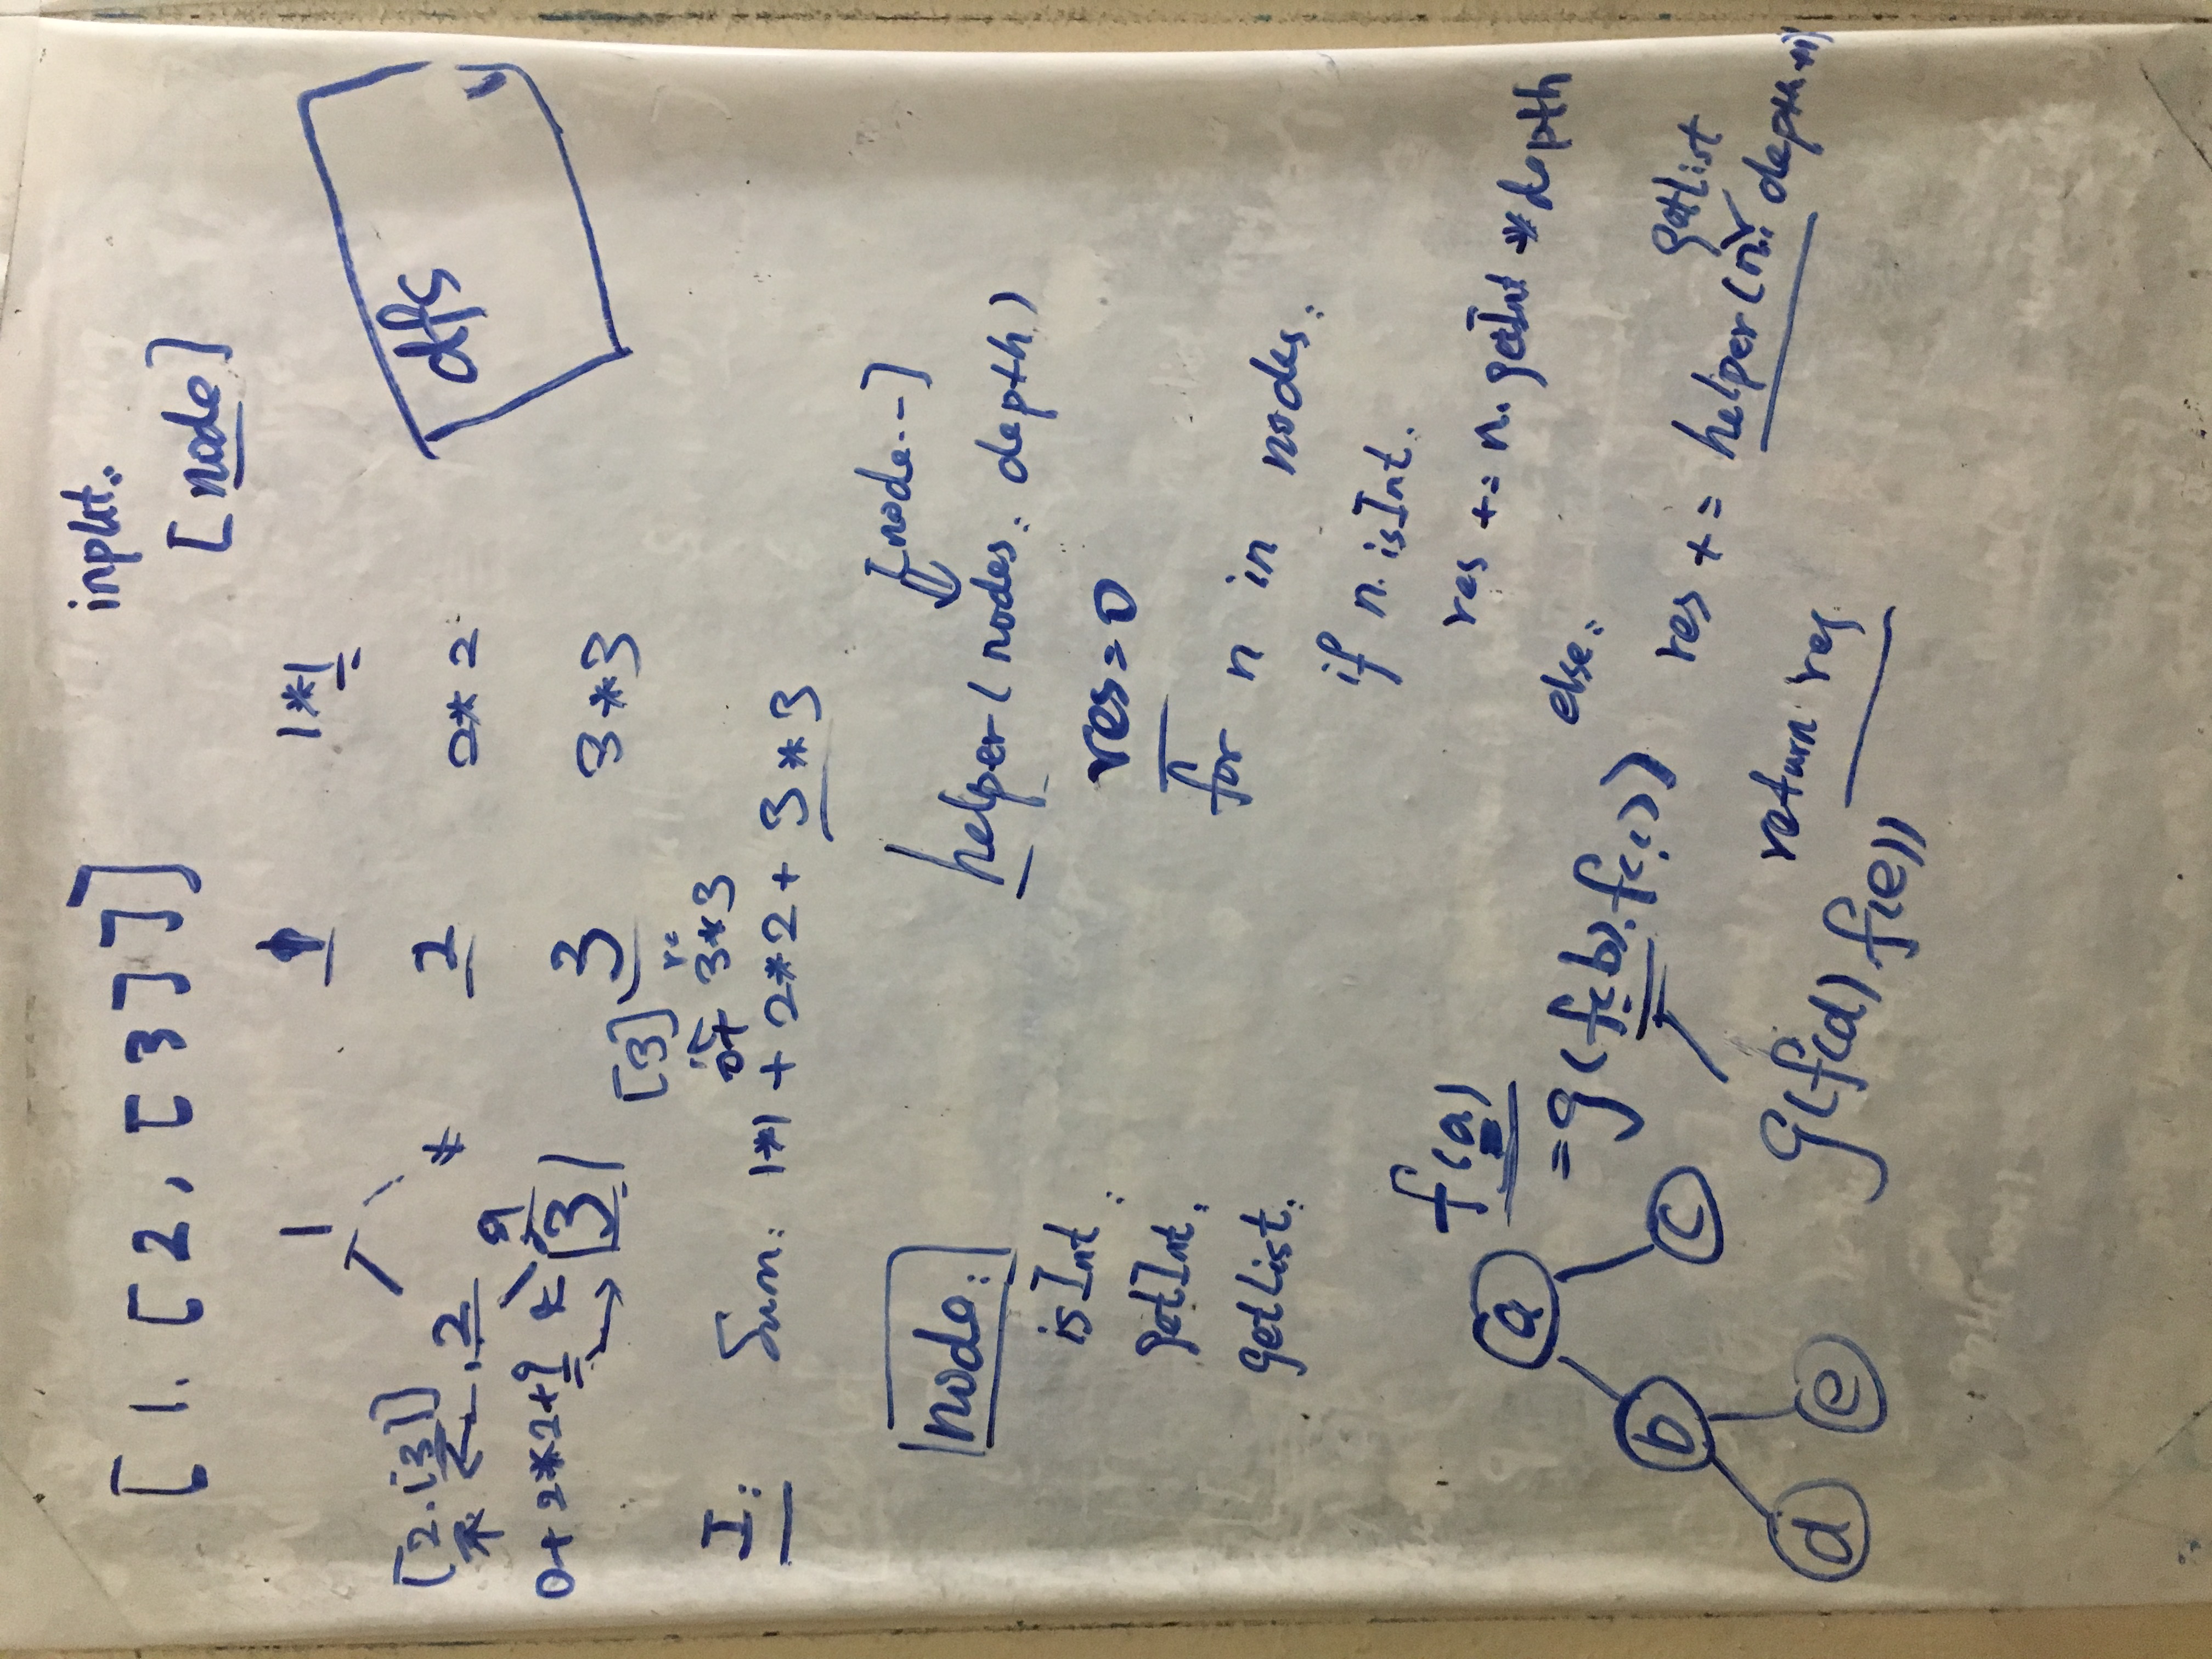 [ 1. [ 2, [ 3 ] ] ]
input:
[ node ]
1
1
1*1
[2.[3]]
2
*
2
2*2
dfs
9
0+2*2+9
3
3
3*3
[3]
0+ 3*3
I:
Sum: 1*1 + 2*2 + 3*3
[node..-]
node:
helper( nodes, depth )
isInt
res=0
getInt,
for n in nodes:
getList.
if n. isInt.
f(a)
res += n. getInt * depth
a
=g(f(b).f(c))
else:
b
c
getList
res += helper(n, depth+1)
d
e
g(f(d) f(e))
return res